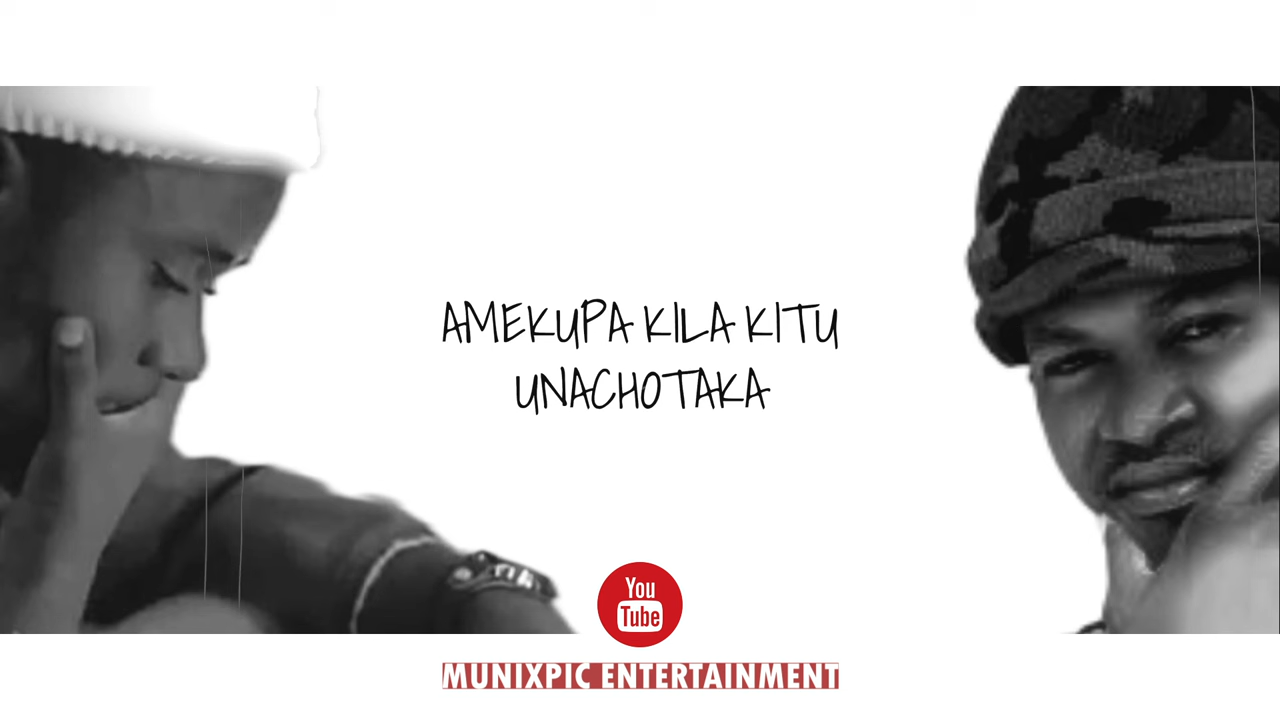 AMEKUPA KILA KITU
UNACHOTAKA
You
Tube
MUNIXPIC ENTERTAINMENT